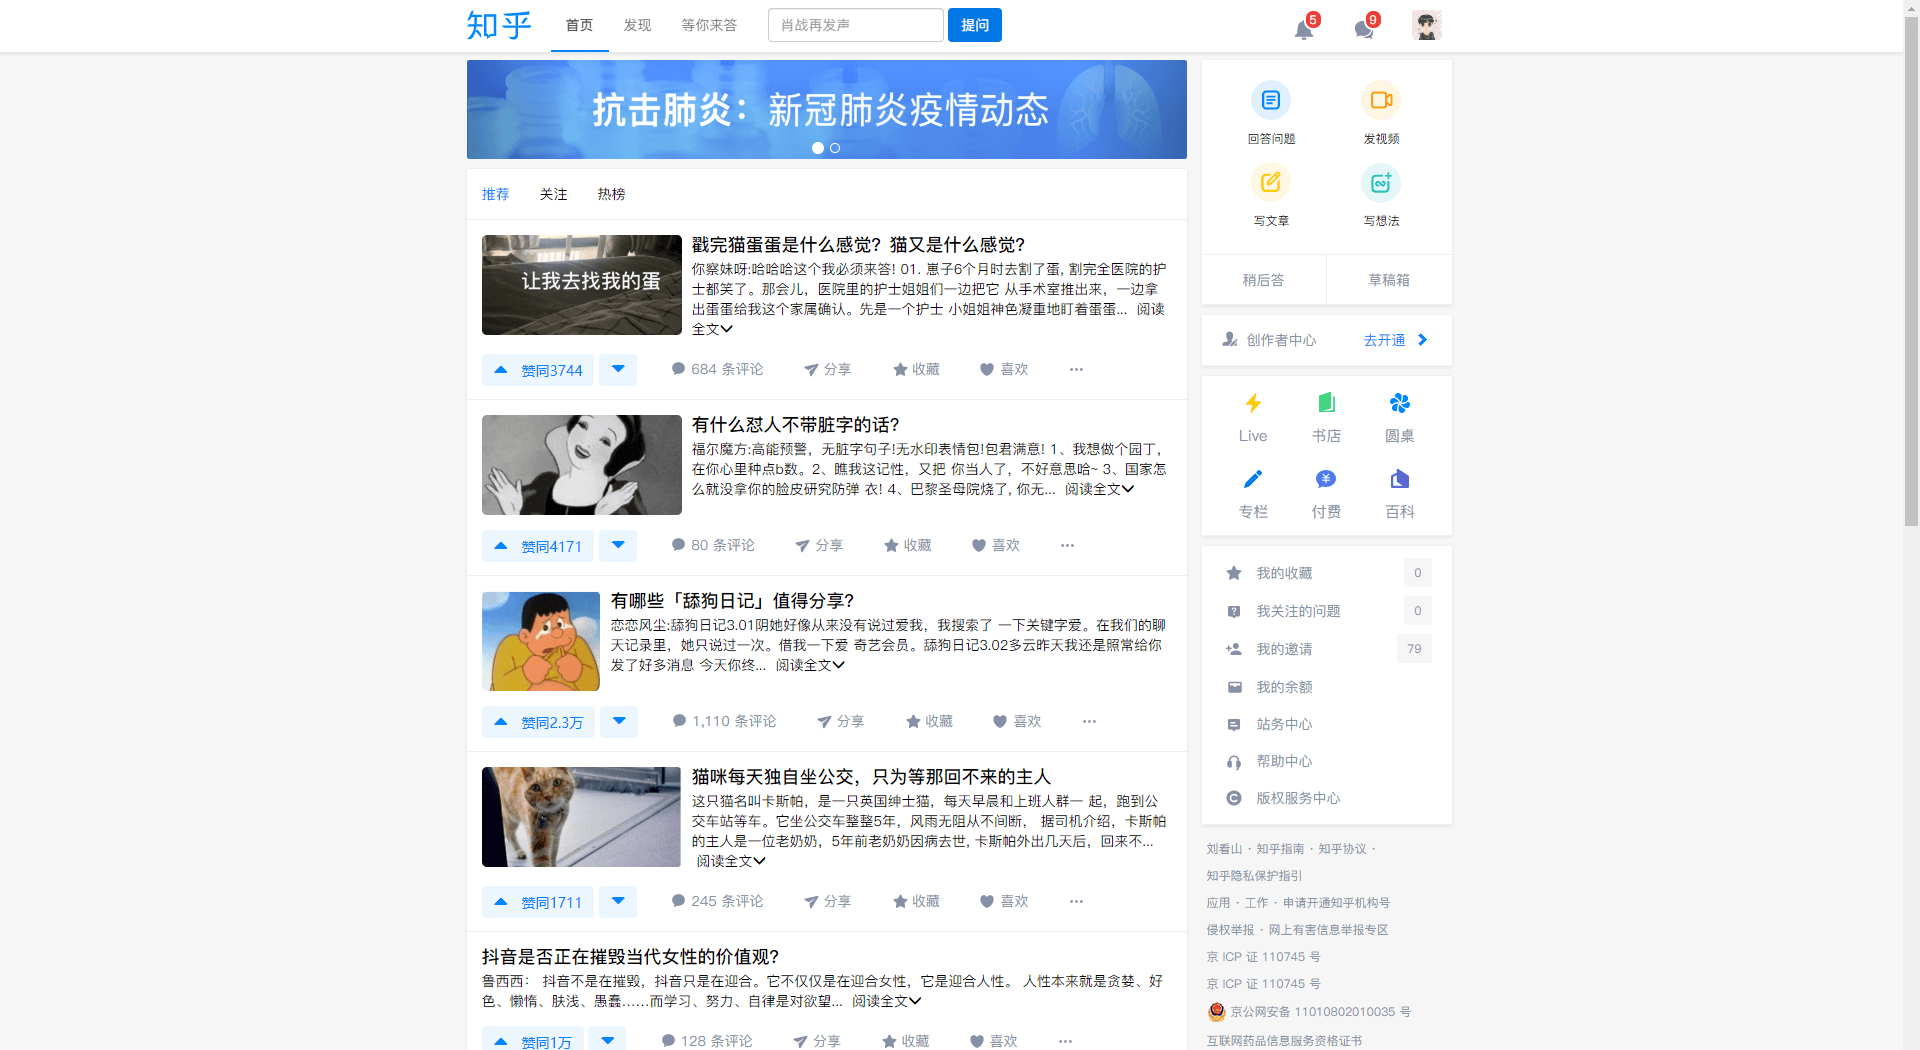 知乎
首页
发现
等你来答
肖战再发声
提问
5
9
抗击肺炎：新冠肺炎疫情动态
推荐
关注
热榜
让我去找我的蛋
戳完猫蛋蛋是什么感觉？猫又是什么感觉?
你察妹呀:哈哈哈这个我必须来答! 01. 崽子6个月时去割了蛋, 割完全医院的护
士都笑了。那会儿，医院里的护士姐姐们一边把它 从手术室推出来，一边拿
出蛋蛋给我这个家属确认。先是一个护士 小姐姐神色凝重地盯着蛋蛋... 阅读
全文
赞同3744
684 条评论
分享
收藏
喜欢
有什么怼人不带脏字的话?
福尔魔方:高能预警，无脏字句子!无水印表情包!包君满意! 1、我想做个园丁，
在你心里种点b数。2、瞧我这记性，又把 你当人了，不好意思哈~ 3、国家怎
么就没拿你的脸皮研究防弹 衣! 4、巴黎圣母院烧了, 你无... 阅读全文
赞同4171
80 条评论
分享
收藏
喜欢
有哪些「舔狗日记」值得分享?
恋恋风尘:舔狗日记3.01阴她好像从来没有说过爱我，我搜索了 一下关键字爱。在我们的聊
天记录里，她只说过一次。借我一下爱 奇艺会员。舔狗日记3.02多云昨天我还是照常给你
发了好多消息 今天你终... 阅读全文
赞同2.3万
1,110 条评论
分享
收藏
喜欢
猫咪每天独自坐公交，只为等那回不来的主人
这只猫名叫卡斯帕，是一只英国绅士猫，每天早晨和上班人群一 起，跑到公
交车站等车。它坐公交车整整5年，风雨无阻从不间断， 据司机介绍，卡斯帕
的主人是一位老奶奶，5年前老奶奶因病去世, 卡斯帕外出几天后，回来不...
阅读全文
赞同1711
245 条评论
分享
收藏
喜欢
抖音是否正在摧毁当代女性的价值观?
鲁西西： 抖音不是在摧毁，抖音只是在迎合。它不仅仅是在迎合女性，它是迎合人性。 人性本来就是贪婪、好
色、懒惰、肤浅、愚蠢……而学习、努力、自律是对欲望... 阅读全文
赞同1万
128 条评论
分享
收藏
喜欢
回答问题
发视频
写文章
写想法
稍后答
草稿箱
创作者中心
去开通
Live
书店
圆桌
专栏
付费
百科
我的收藏
0
我关注的问题
0
我的邀请
79
我的余额
站务中心
帮助中心
版权服务中心
刘看山 · 知乎指南 · 知乎协议 ·
知乎隐私保护指引
应用 · 工作 · 申请开通知乎机构号
侵权举报 · 网上有害信息举报专区
京 ICP 证 110745 号
京 ICP 证 110745 号
京公网安备 11010802010035 号
互联网药品信息服务资格证书